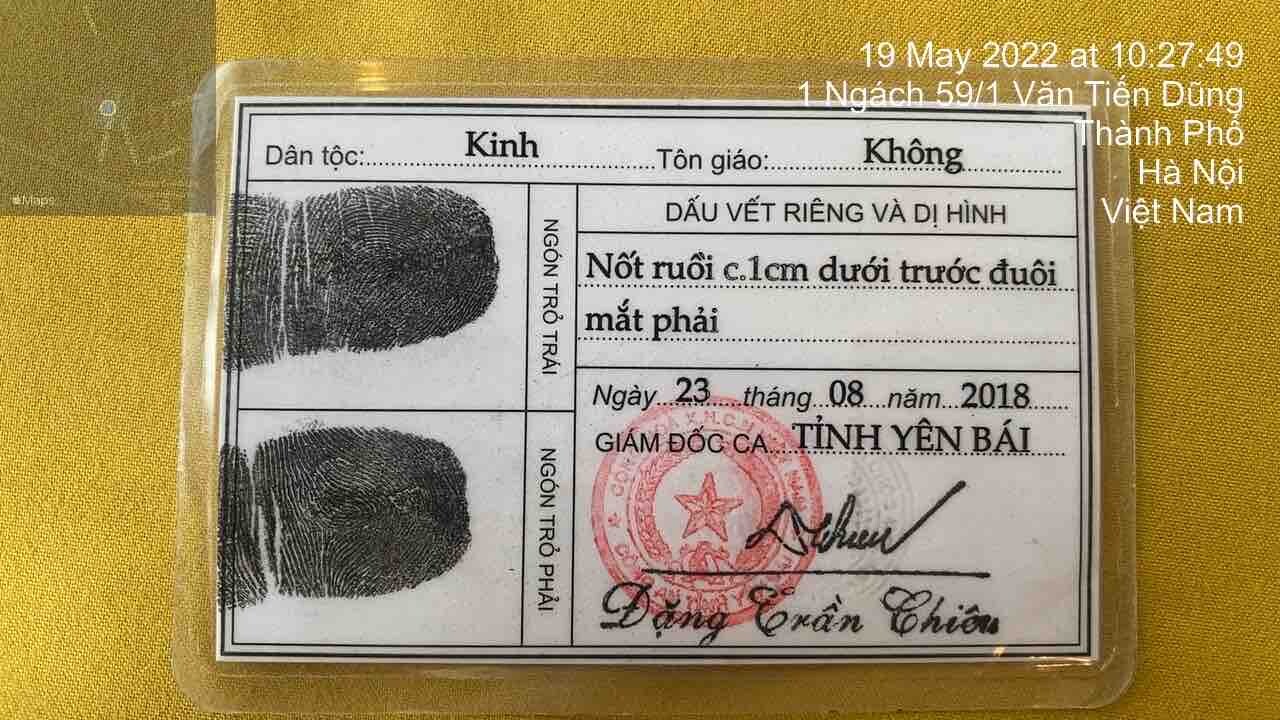 19 May 2022 at 10:27:49
1 Ngách 59/1 Văn Tiến Dũng
Thành Phố
Hà Nội
Việt Nam
Maps
Dân tộc: Kinh Tôn giáo: Không
NGÓN TRỎ TRÁI
DẤU VẾT RIÊNG VÀ DỊ HÌNH
Nốt ruồi c.1cm dưới trước đuôi
mắt phải
NGÓN TRỎ PHẢI
Ngày 23 tháng 08 năm 2018
GIÁM ĐỐC CA TỈNH YÊN BÁI
Đặng Trần Chiêu